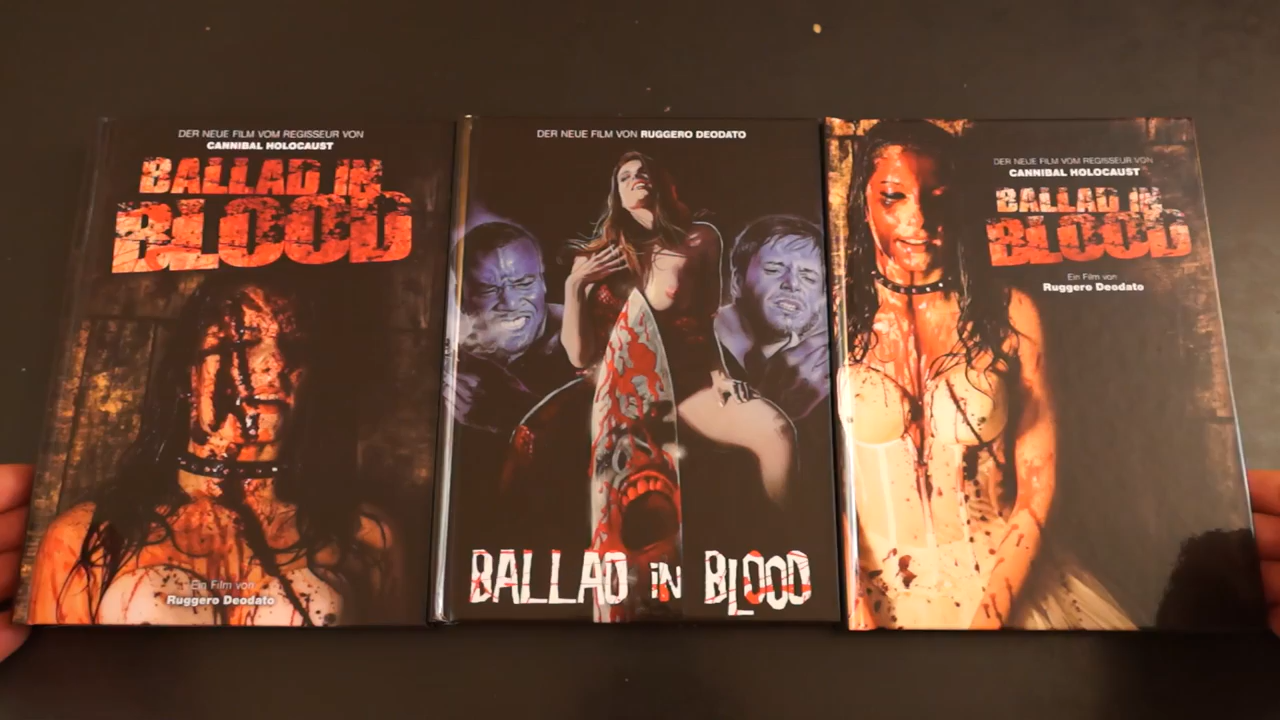 DER NEUE FILM VOM REGISSEUR VON
CANNIBAL HOLOCAUST
BALLAD IN
BLOOD
Ein Film von
Ruggero Deodato
DER NEUE FILM VON RUGGERO DEODATO
BALLAD iN BLOOD
DER NEUE FILM VOM REGISSEUR VON
CANNIBAL HOLOCAUST
BALLAD IN
BLOOD
Ein Film von
Ruggero Deodato